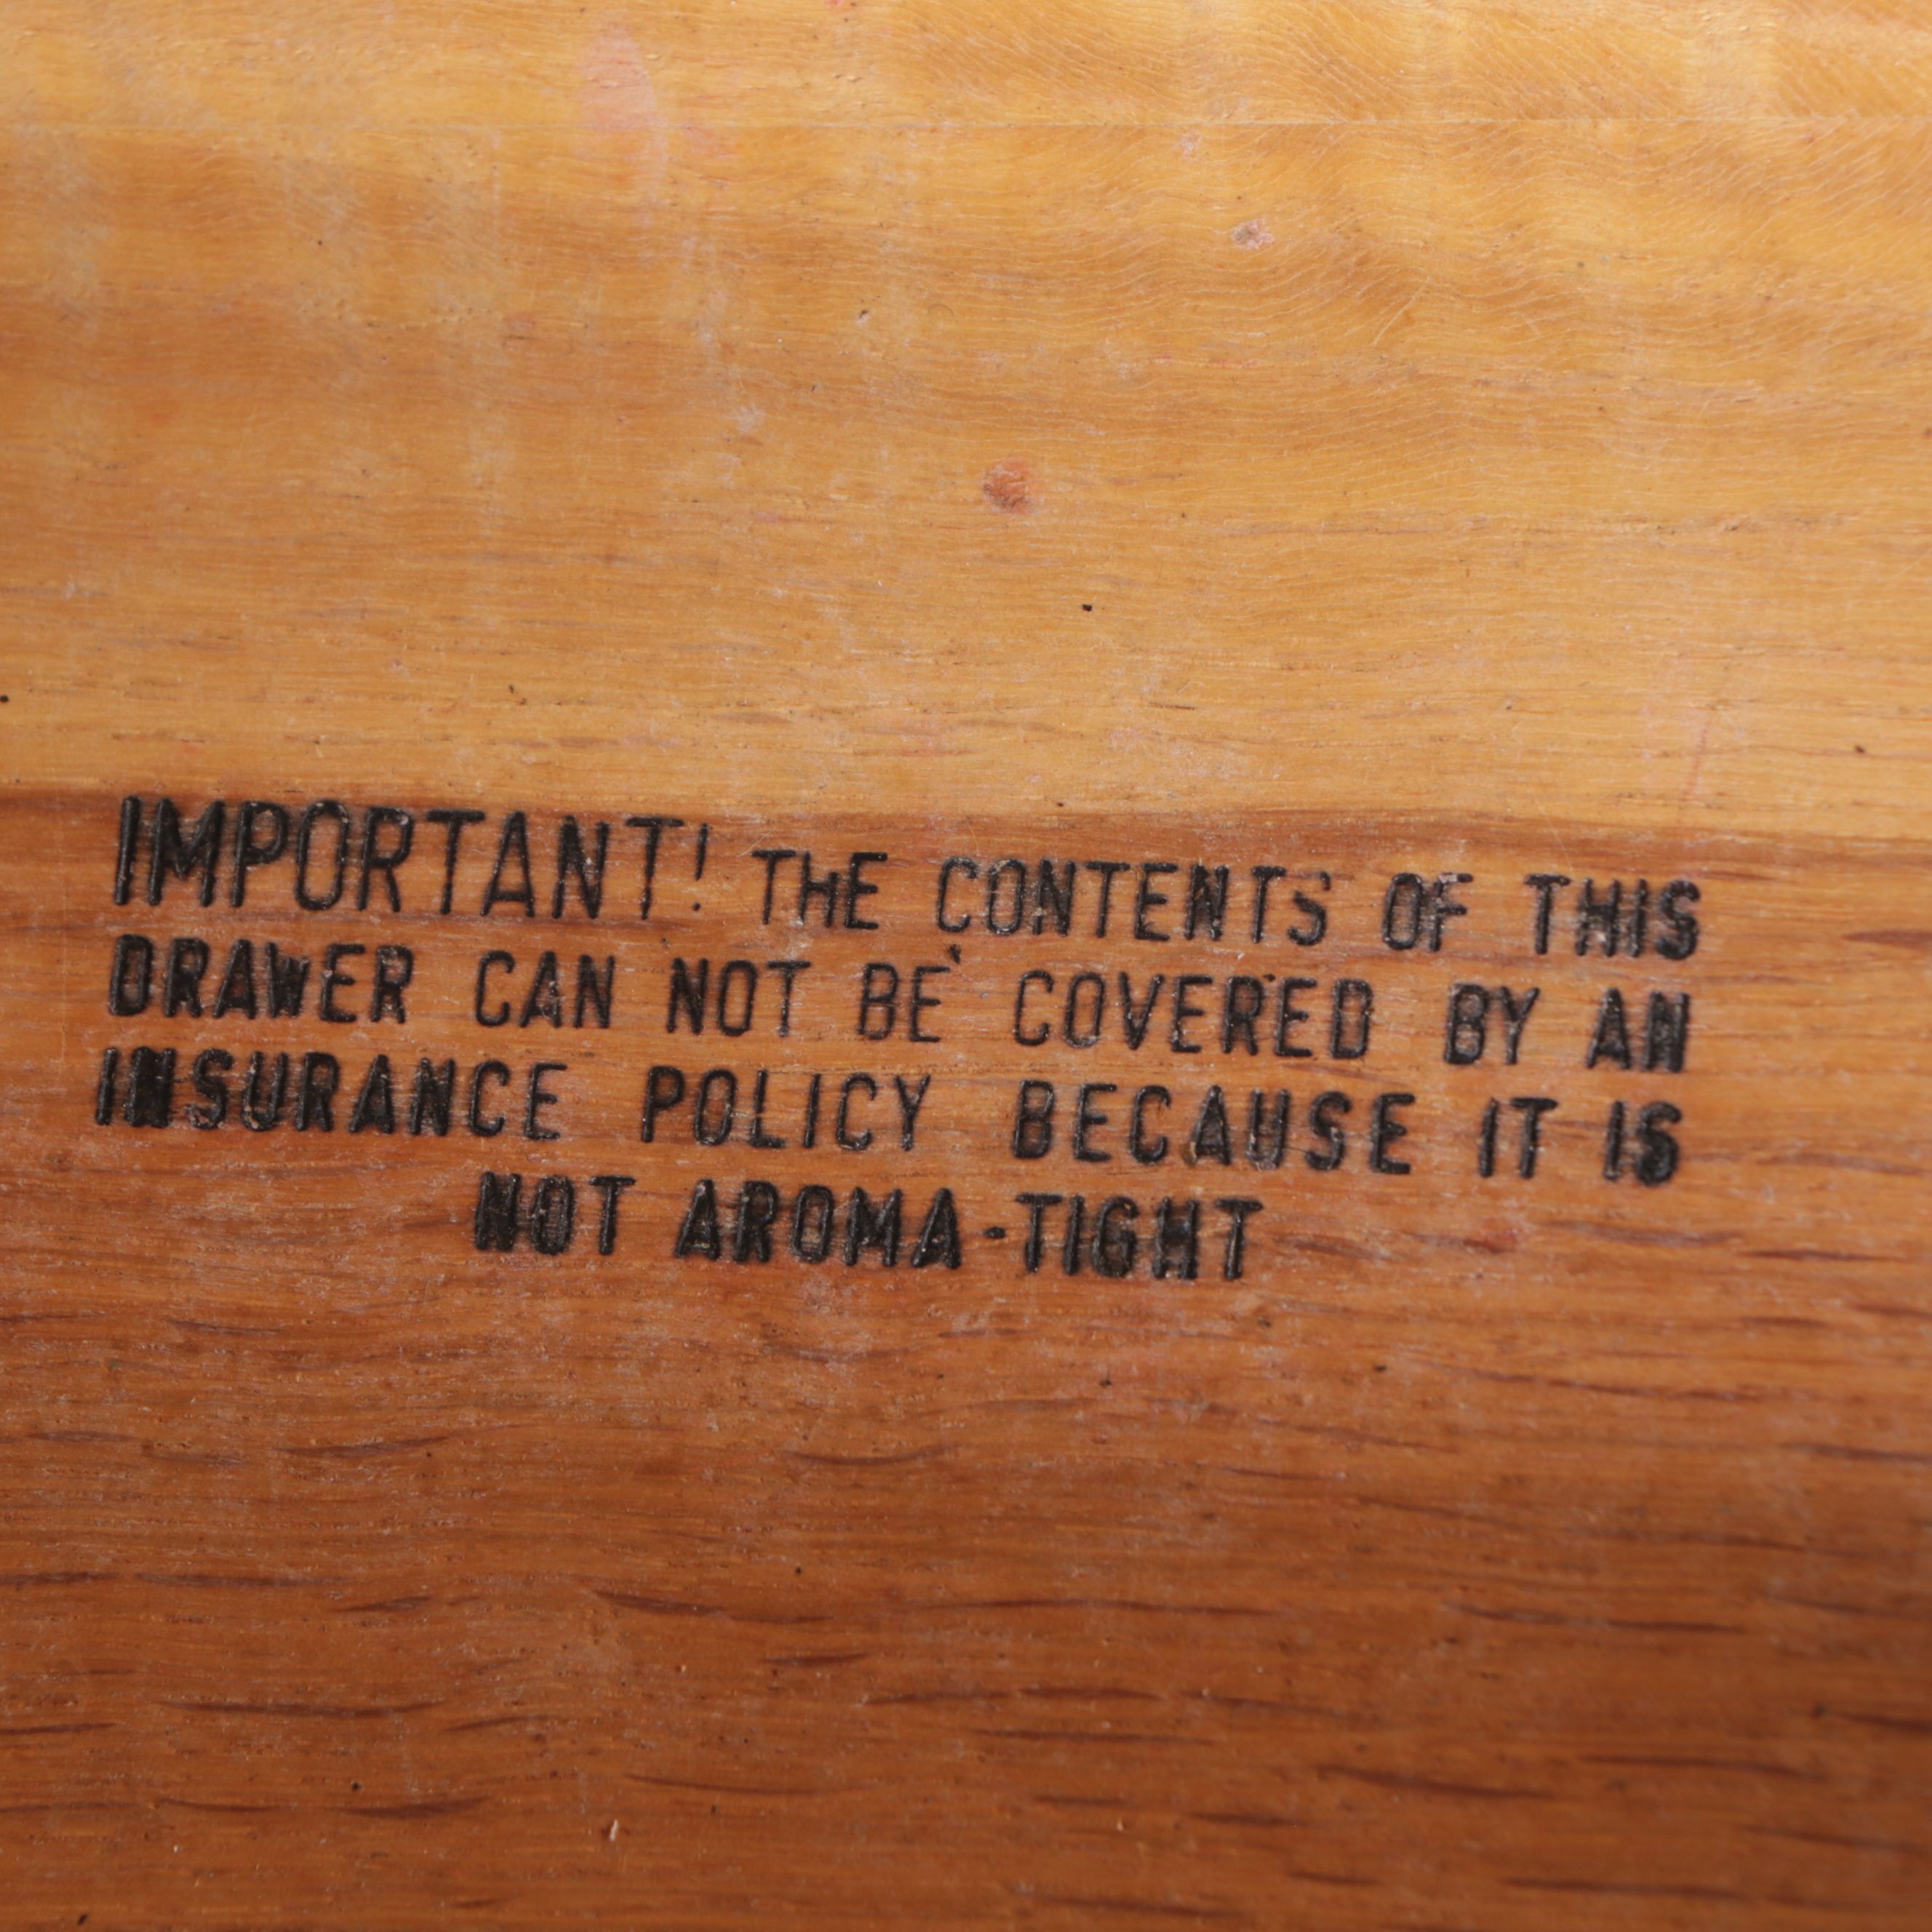 IMPORTANT! THE CONTENTS OF THIS
DRAWER CAN NOT BE COVERED BY AN
INSURANCE POLICY BECAUSE IT IS
NOT AROMA-TIGHT